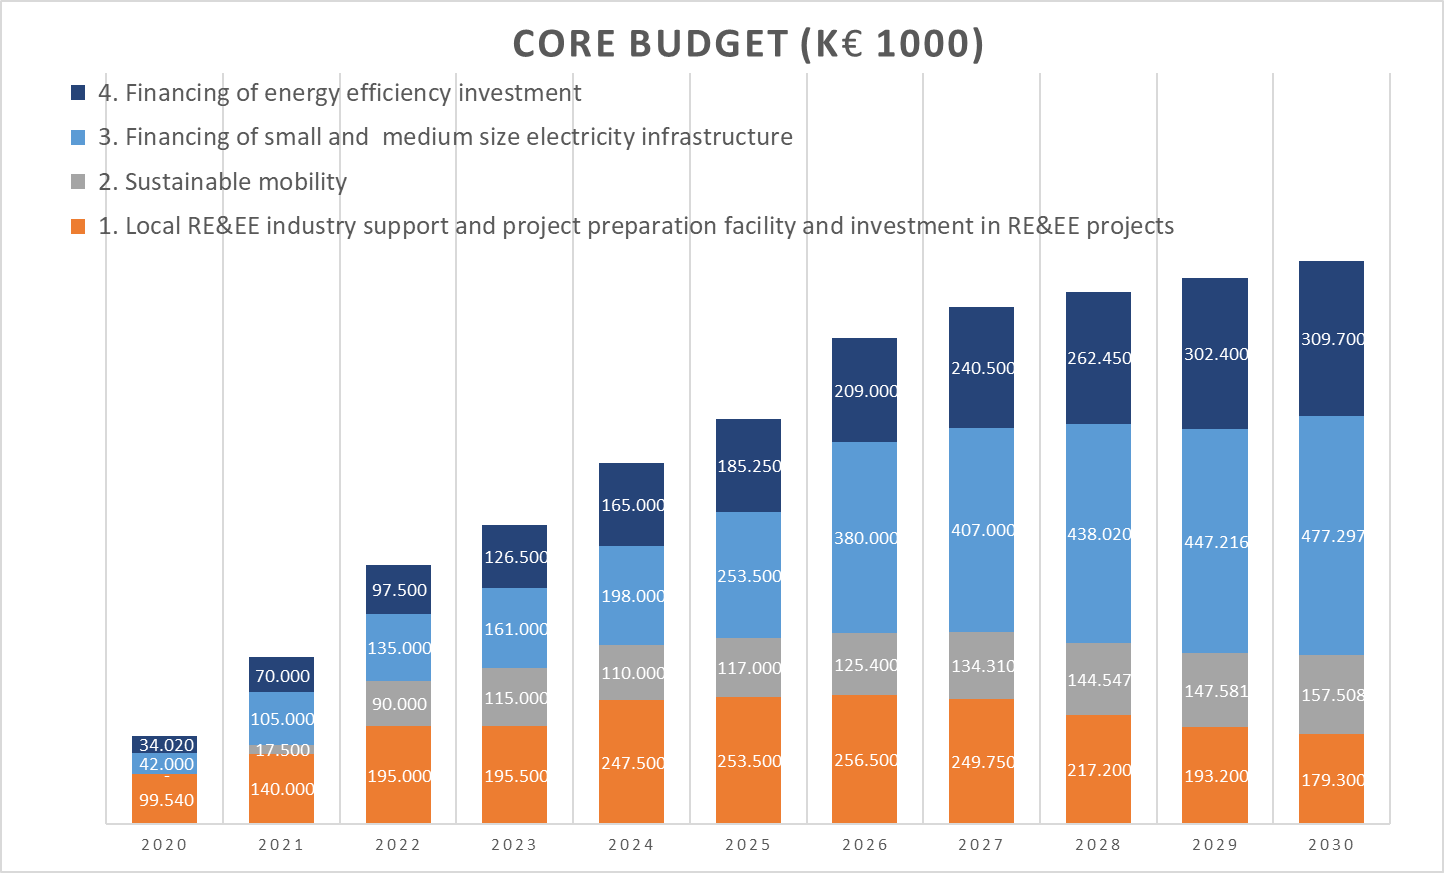 CORE BUDGET (K€ 1000)
4. Financing of energy efficiency investment
3. Financing of small and  medium size electricity infrastructure
2. Sustainable mobility
1. Local RE&EE industry support and project preparation facility and investment in RE&EE projects
34.020 70.000 97.500 126.500 165.000 185.250 209.000 240.500 262.450 302.400 309.700
42.000 105.000 135.000 161.000 198.000 253.500 380.000 407.000 438.020 447.216 477.297
- 17.500 90.000 115.000 110.000 117.000 125.400 134.310 144.547 147.581 157.508
99.540 140.000 195.000 195.500 247.500 253.500 256.500 249.750 217.200 193.200 179.300
2020 2021 2022 2023 2024 2025 2026 2027 2028 2029 2030